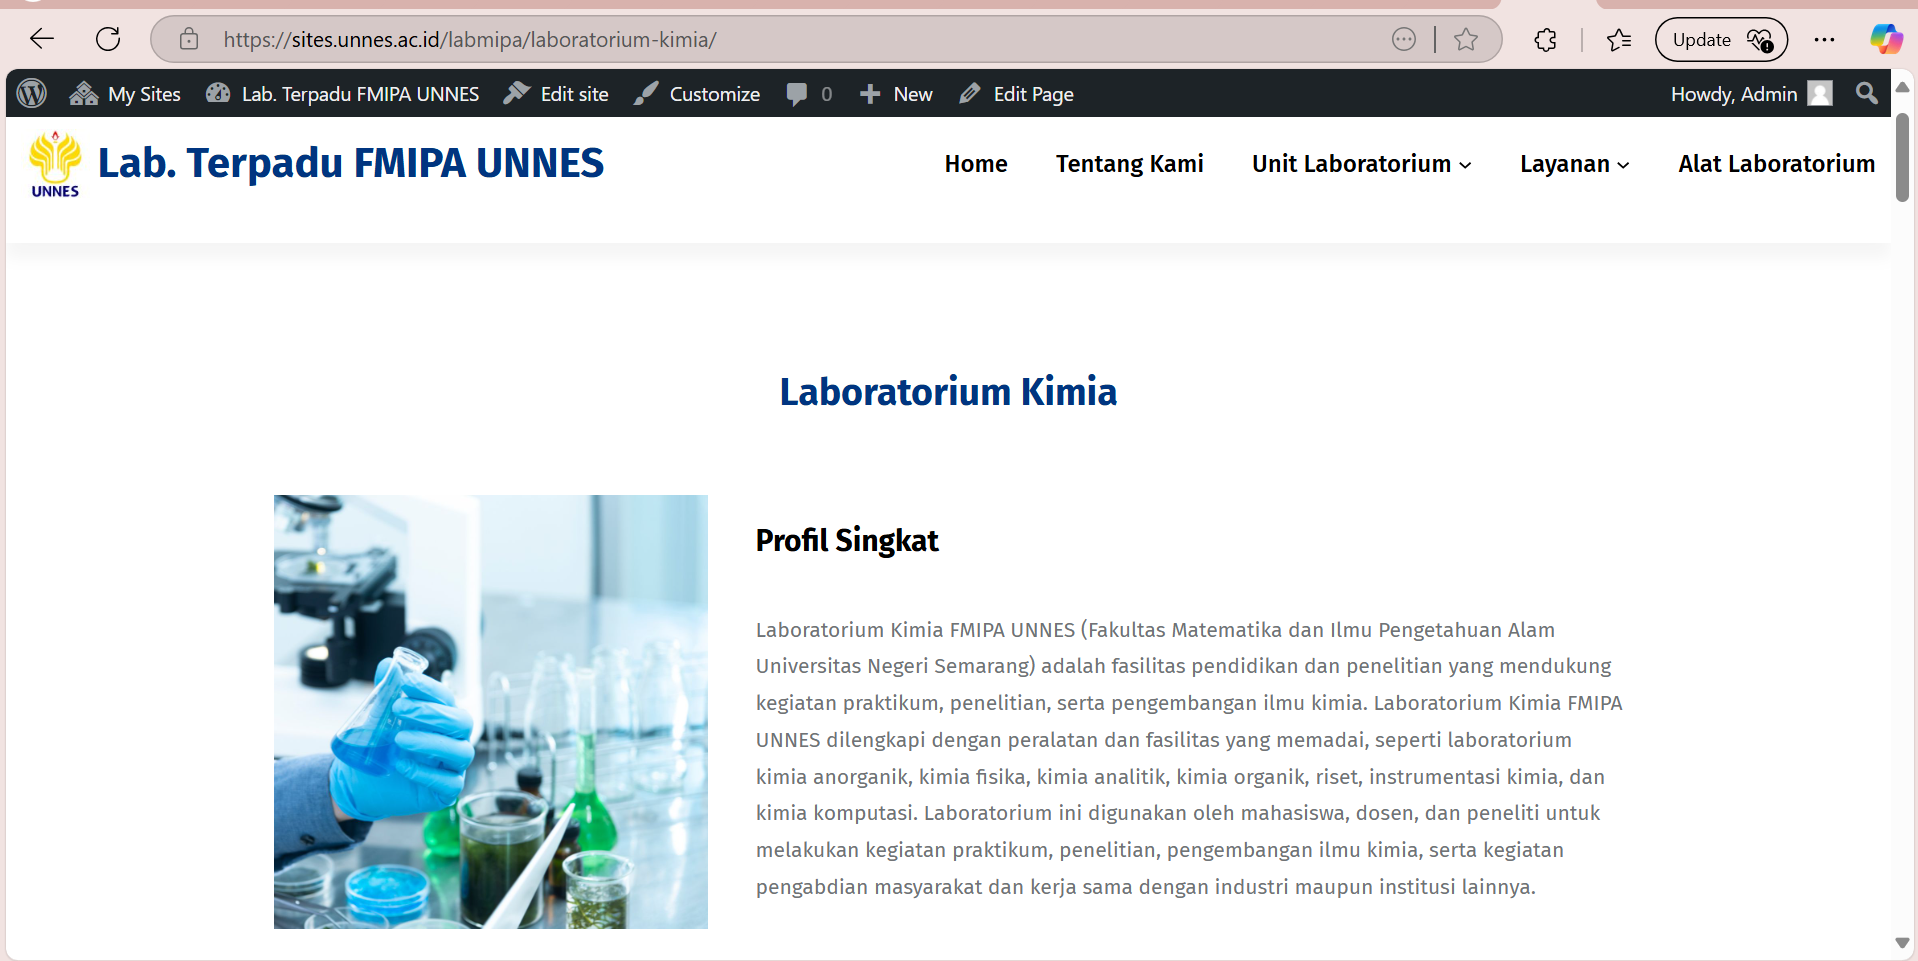 https://sites.unnes.ac.id/labmipa/laboratorium-kimia/
Update
My Sites Lab. Terpadu FMIPA UNNES Edit site Customize 0 New Edit Page Howdy, Admin
UNNES
Lab. Terpadu FMIPA UNNES
Home Tentang Kami Unit Laboratorium Layanan Alat Laboratorium
Laboratorium Kimia
Profil Singkat
Laboratorium Kimia FMIPA UNNES (Fakultas Matematika dan Ilmu Pengetahuan Alam
Universitas Negeri Semarang) adalah fasilitas pendidikan dan penelitian yang mendukung
kegiatan praktikum, penelitian, serta pengembangan ilmu kimia. Laboratorium Kimia FMIPA
UNNES dilengkapi dengan peralatan dan fasilitas yang memadai, seperti laboratorium
kimia anorganik, kimia fisika, kimia analitik, kimia organik, riset, instrumentasi kimia, dan
kimia komputasi. Laboratorium ini digunakan oleh mahasiswa, dosen, dan peneliti untuk
melakukan kegiatan praktikum, penelitian, pengembangan ilmu kimia, serta kegiatan
pengabdian masyarakat dan kerja sama dengan industri maupun institusi lainnya.